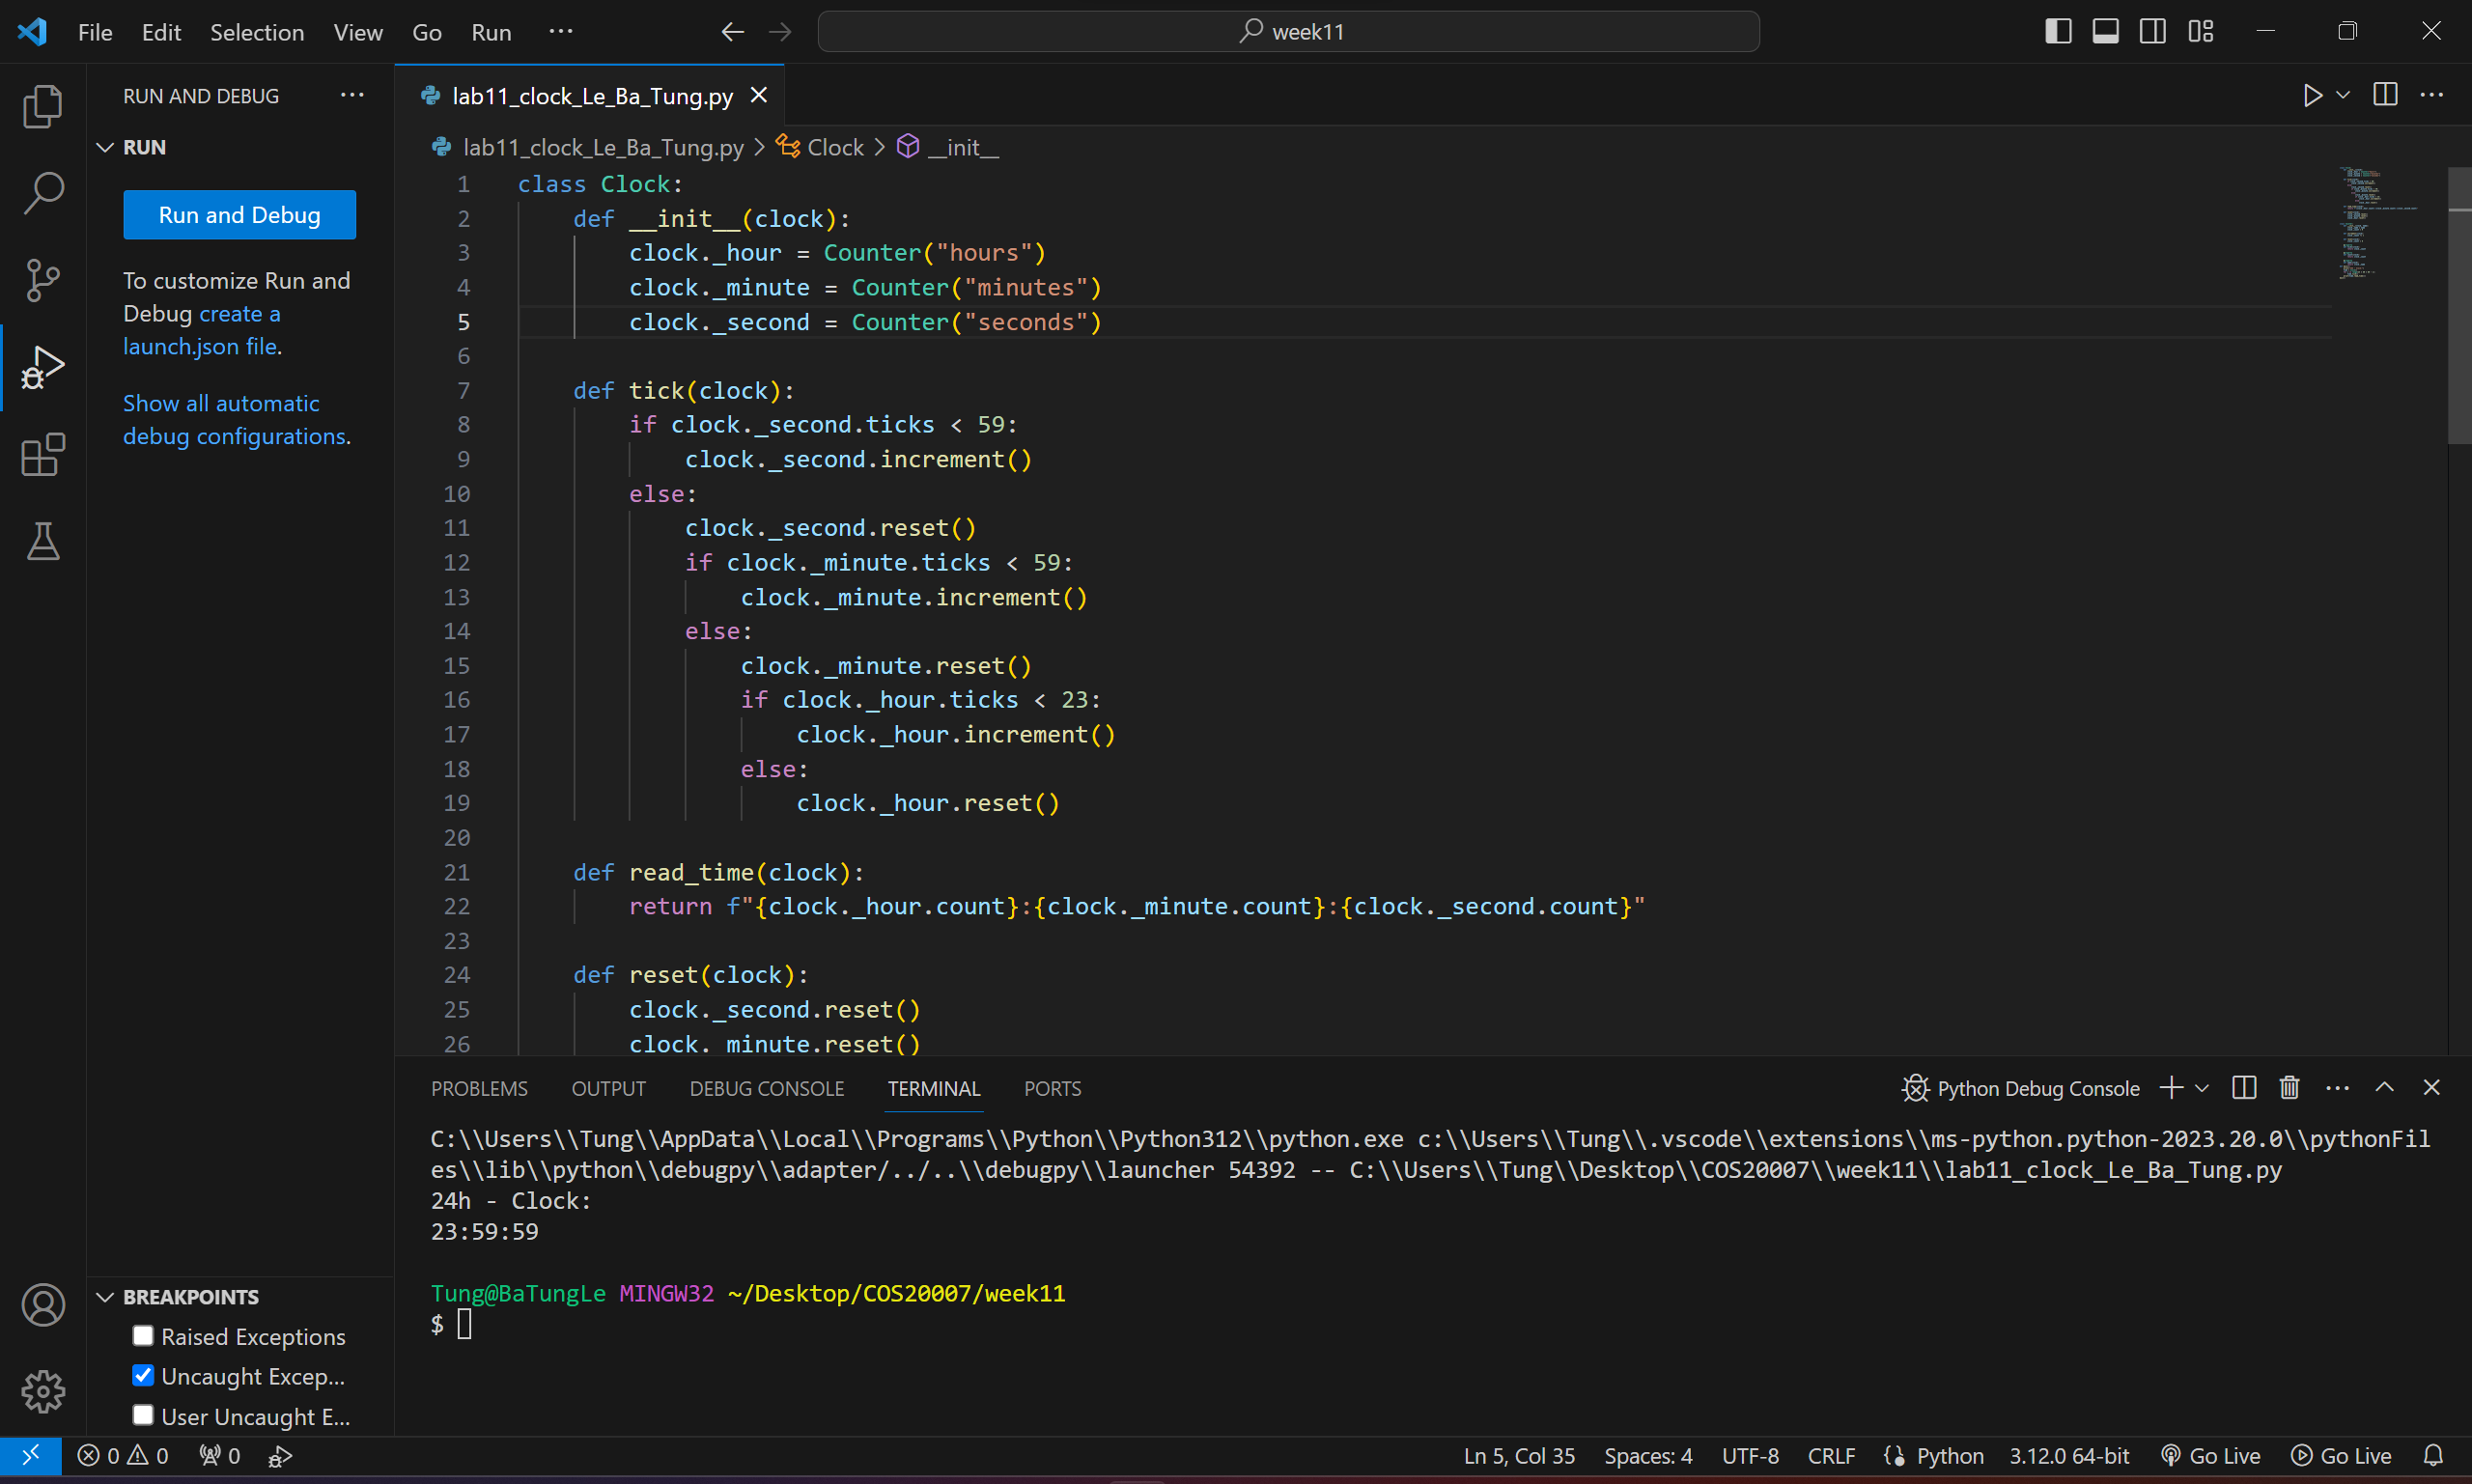 File Edit Selection View Go Run ··· week11
RUN AND DEBUG ···
RUN
Run and Debug
To customize Run and
Debug create a
launch.json file.
Show all automatic
debug configurations.
BREAKPOINTS
Raised Exceptions
Uncaught Excep...
User Uncaught E...
lab11_clock_Le_Ba_Tung.py
lab11_clock_Le_Ba_Tung.py > Clock > __init__
1 class Clock:
2     def __init__(clock):
3         clock._hour = Counter("hours")
4         clock._minute = Counter("minutes")
5         clock._second = Counter("seconds")
6
7     def tick(clock):
8         if clock._second.ticks < 59:
9             clock._second.increment()
10         else:
11             clock._second.reset()
12             if clock._minute.ticks < 59:
13                 clock._minute.increment()
14             else:
15                 clock._minute.reset()
16                 if clock._hour.ticks < 23:
17                     clock._hour.increment()
18                 else:
19                     clock._hour.reset()
20
21     def read_time(clock):
22         return f"{clock._hour.count}:{clock._minute.count}:{clock._second.count}"
23
24     def reset(clock):
25         clock._second.reset()
26         clock._minute.reset()
PROBLEMS OUTPUT DEBUG CONSOLE TERMINAL PORTS Python Debug Console
C:\\Users\\Tung\\AppData\\Local\\Programs\\Python\\Python312\\python.exe c:\\Users\\Tung\\.vscode\\extensions\\ms-python.python-2023.20.0\\pythonFil
es\\lib\\python\\debugpy\\adapter/../..\\debugpy\\launcher 54392 -- C:\\Users\\Tung\\Desktop\\COS20007\\week11\\lab11_clock_Le_Ba_Tung.py
24h - Clock:
23:59:59
Tung@BaTungLe MINGW32 ~/Desktop/COS20007/week11
$
0 0 0 Ln 5, Col 35 Spaces: 4 UTF-8 CRLF Python 3.12.0 64-bit Go Live Go Live